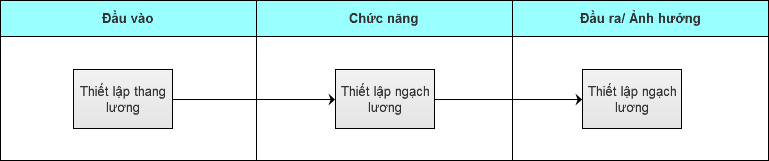 Đầu vào
Chức năng
Đầu ra/ Ảnh hưởng
Thiết lập thang
lương
Thiết lập ngạch
lương
Thiết lập ngạch
lương